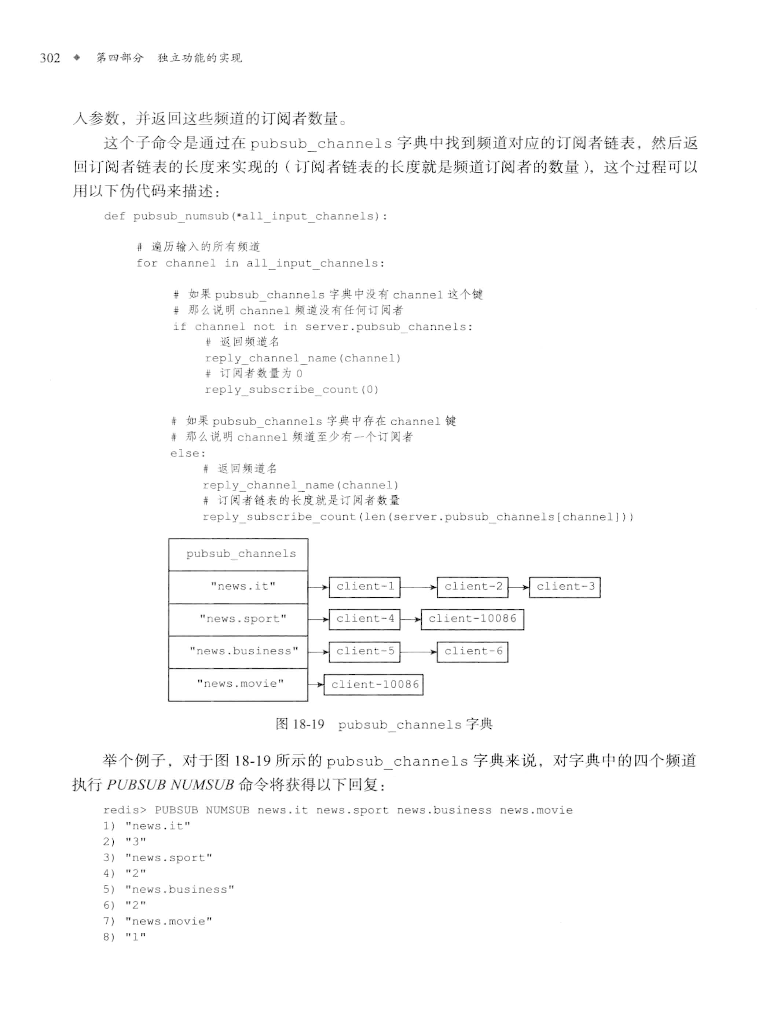 302 ◆ 第四部分 独立功能的实现
入参数，并返回这些频道的订阅者数量。
这个子命令是通过在 pubsub_channels 字典中找到频道对应的订阅者链表，然后返
回订阅者链表的长度来实现的（订阅者链表的长度就是频道订阅者的数量），这个过程可以
用以下伪代码来描述：
def pubsub_numsub(*all_input_channels):
# 遍历输入的所有频道
for channel in all_input_channels:
# 如果 pubsub_channels 字典中没有 channel 这个键
# 那么说明 channel 频道没有任何订阅者
if channel not in server.pubsub_channels:
# 返回频道名
reply_channel_name(channel)
# 订阅者数量为 0
reply_subscribe_count(0)
# 如果 pubsub_channels 字典中存在 channel 键
# 那么说明 channel 频道至少有一个订阅者
else:
# 返回频道名
reply_channel_name(channel)
# 订阅者链表的长度就是订阅者数量
reply_subscribe_count(len(server.pubsub_channels[channel]))
pubsub_channels
"news.it" client-1 client-2 client-3
"news.sport" client-4 client-10086
"news.business" client-5 client-6
"news.movie" client-10086
图 18-19 pubsub_channels 字典
举个例子，对于图 18-19 所示的 pubsub_channels 字典来说，对字典中的四个频道
执行 PUBSUB NUMSUB 命令将获得以下回复：
redis> PUBSUB NUMSUB news.it news.sport news.business news.movie
1) "news.it"
2) "3"
3) "news.sport"
4) "2"
5) "news.business"
6) "2"
7) "news.movie"
8) "1"